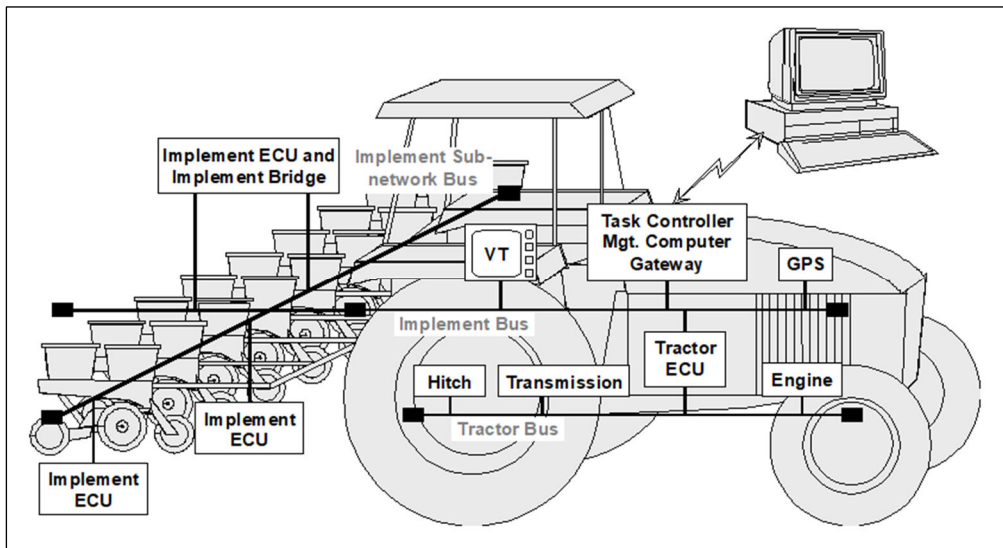 Implement ECU and
Implement Bridge
Implement Sub-
network Bus
Task Controller
Mgt. Computer
Gateway
VT
GPS
Implement Bus
Tractor
ECU
Hitch
Transmission
Engine
Tractor Bus
Implement
ECU
Implement
ECU